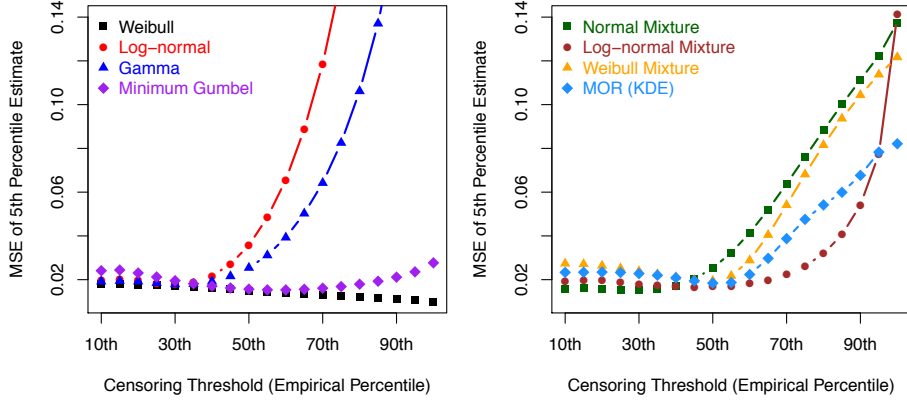 MSE of 5th Percentile Estimate
0.14
0.10
0.06
0.02
Weibull
Log-normal
Gamma
Minimum Gumbel
10th 30th 50th 70th 90th
Censoring Threshold (Empirical Percentile)
MSE of 5th Percentile Estimate
0.14
0.10
0.06
0.02
Normal Mixture
Log-normal Mixture
Weibull Mixture
MOR (KDE)
10th 30th 50th 70th 90th
Censoring Threshold (Empirical Percentile)